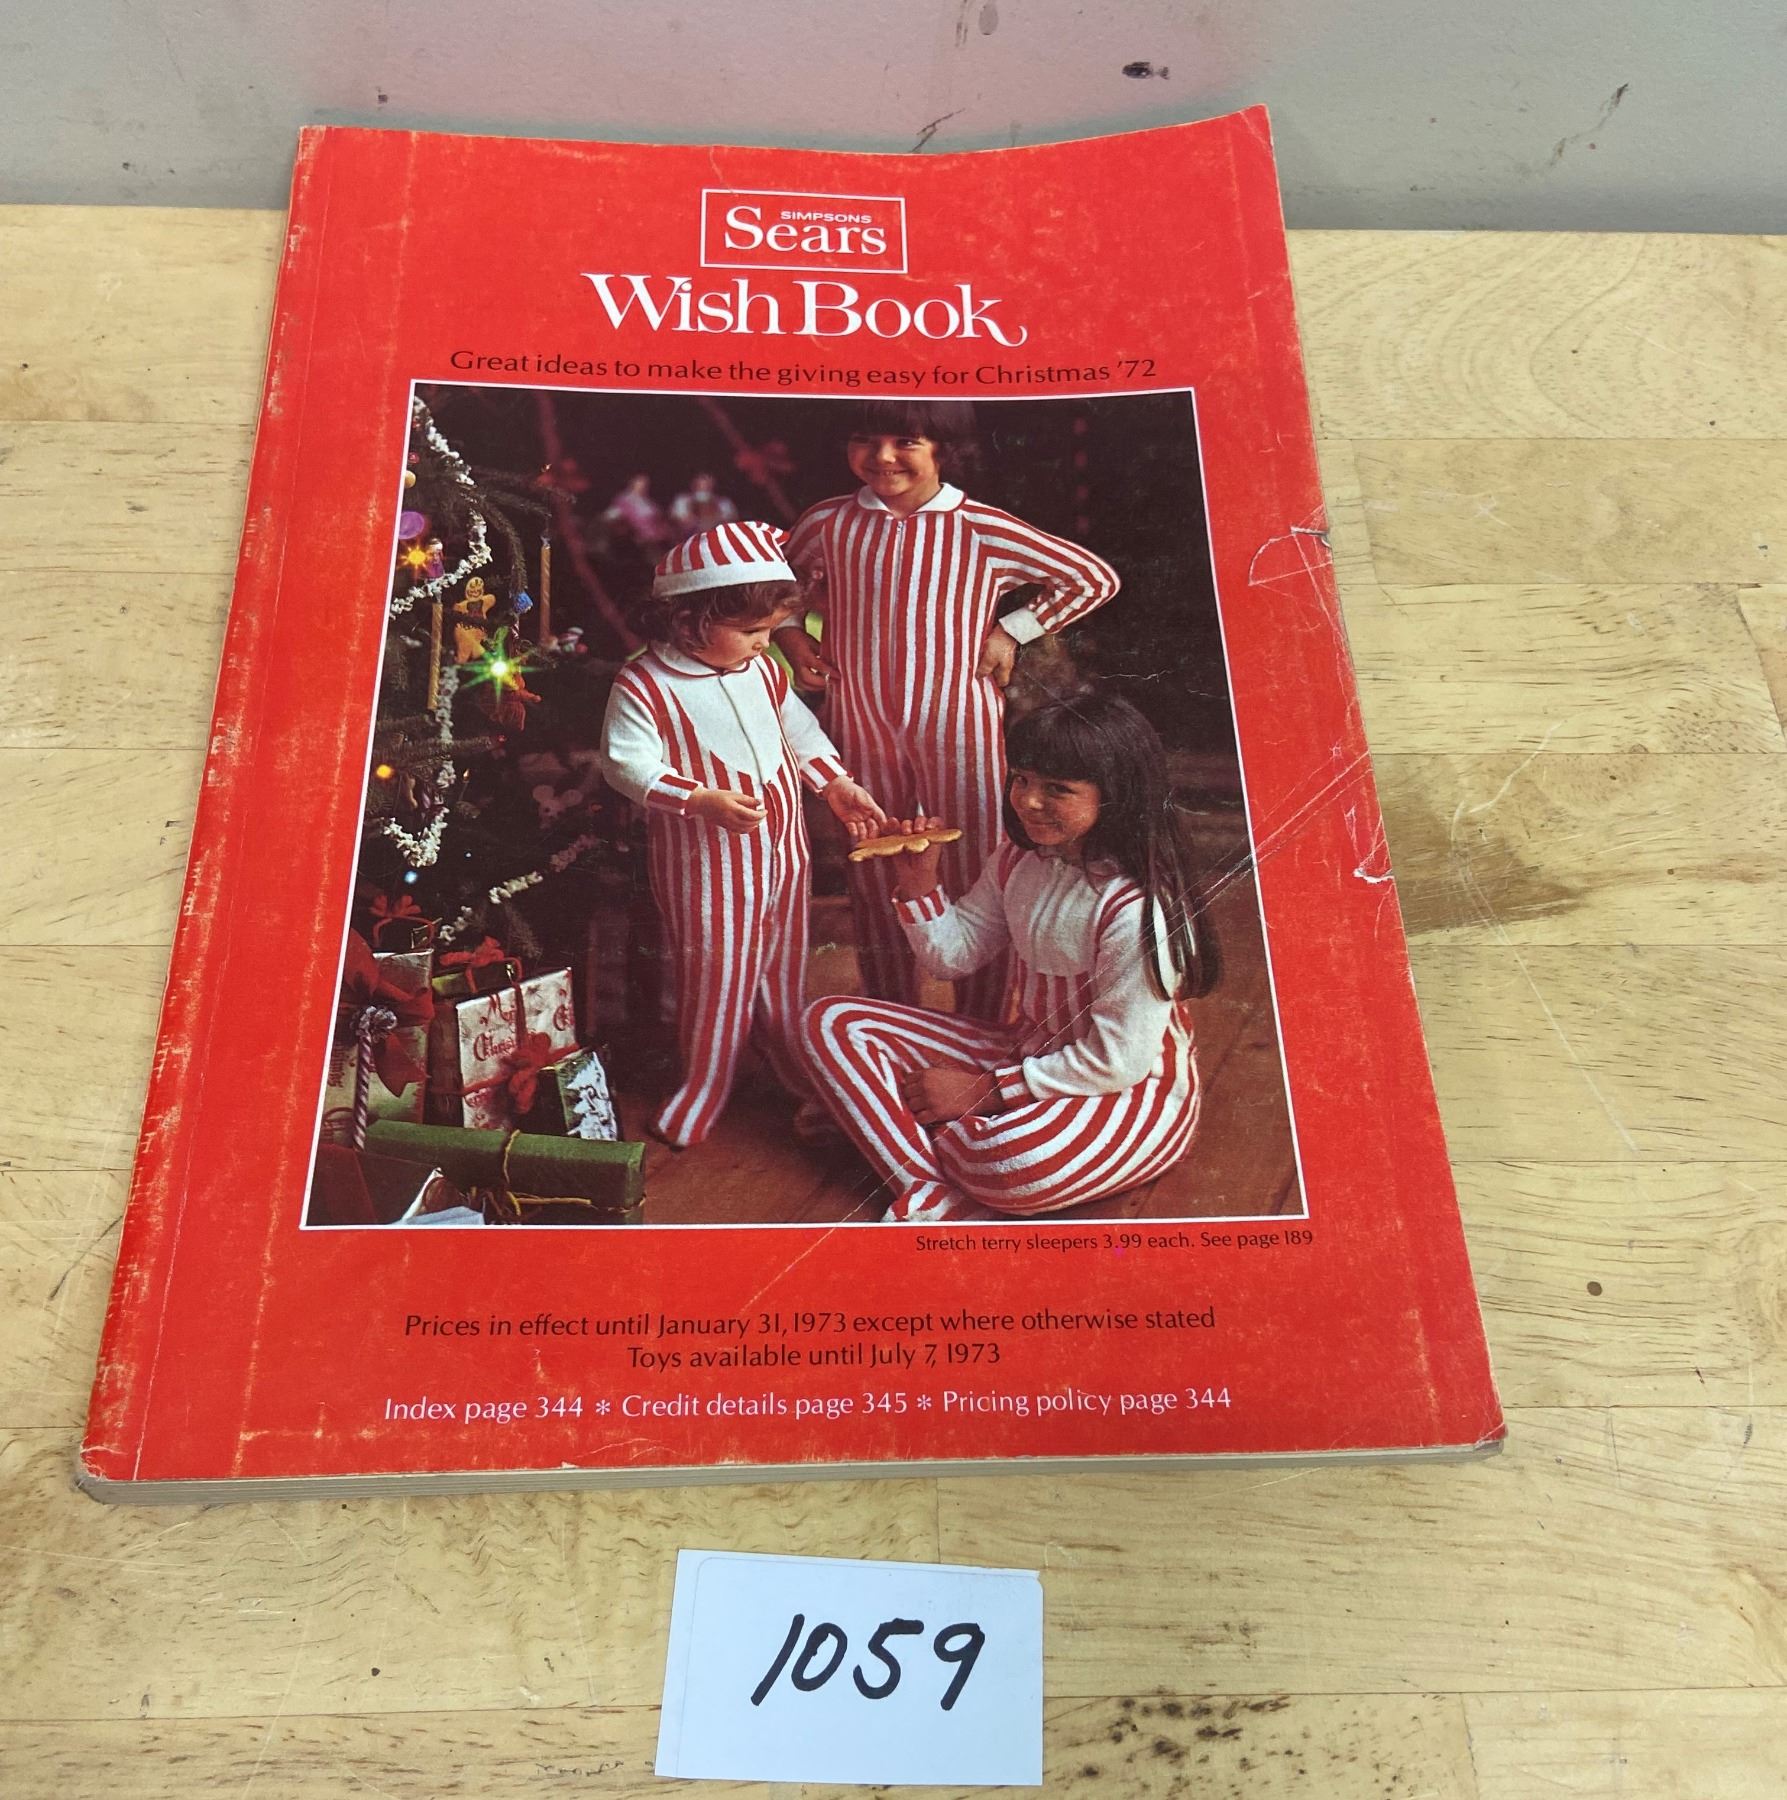 SIMPSONS
Sears
Wish Book
Great ideas to make the giving easy for Christmas '72
Stretch terry sleepers 3.99 each. See page 189
Prices in effect until January 31, 1973 except where otherwise stated
Toys available until July 7, 1973
Index page 344 * Credit details page 345 * Pricing policy page 344
1059